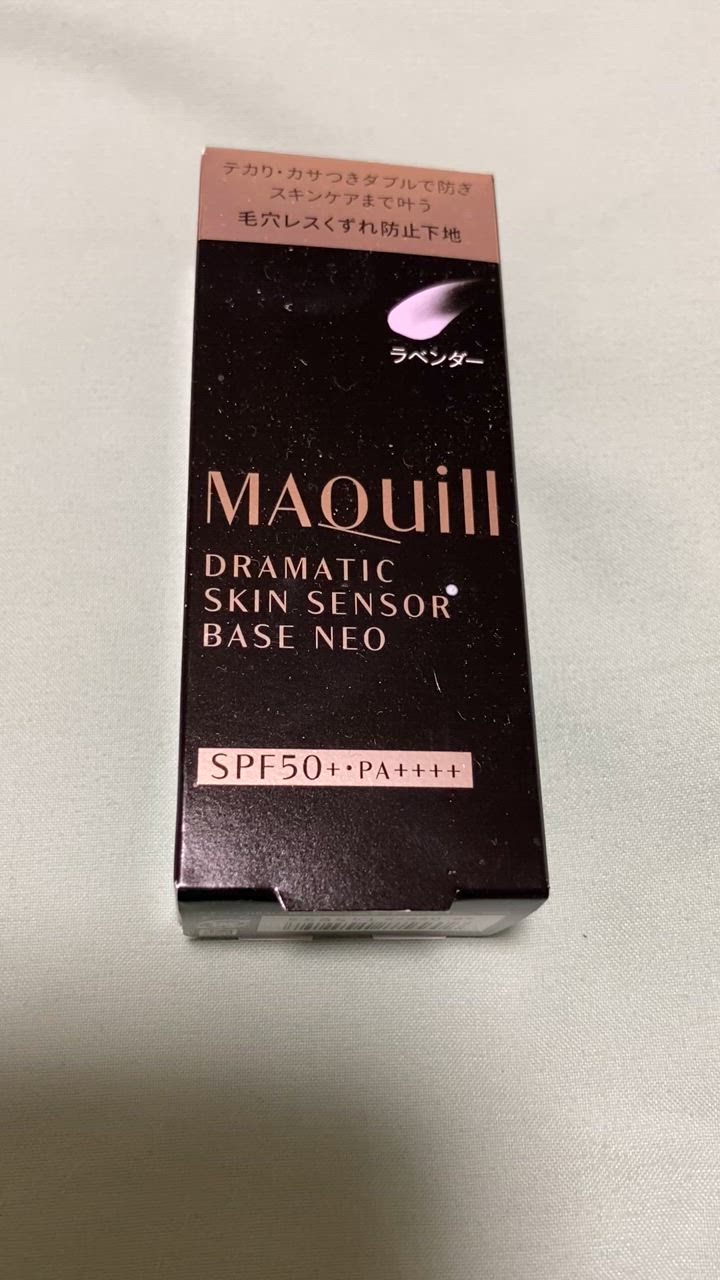 テカリ・カサつきダブルで防ぎ
スキンケアまで叶う
毛穴レスくずれ防止下地
ラベンダー
MAQuill
DRAMATIC
SKIN SENSOR
BASE NEO
SPF50+・PA++++